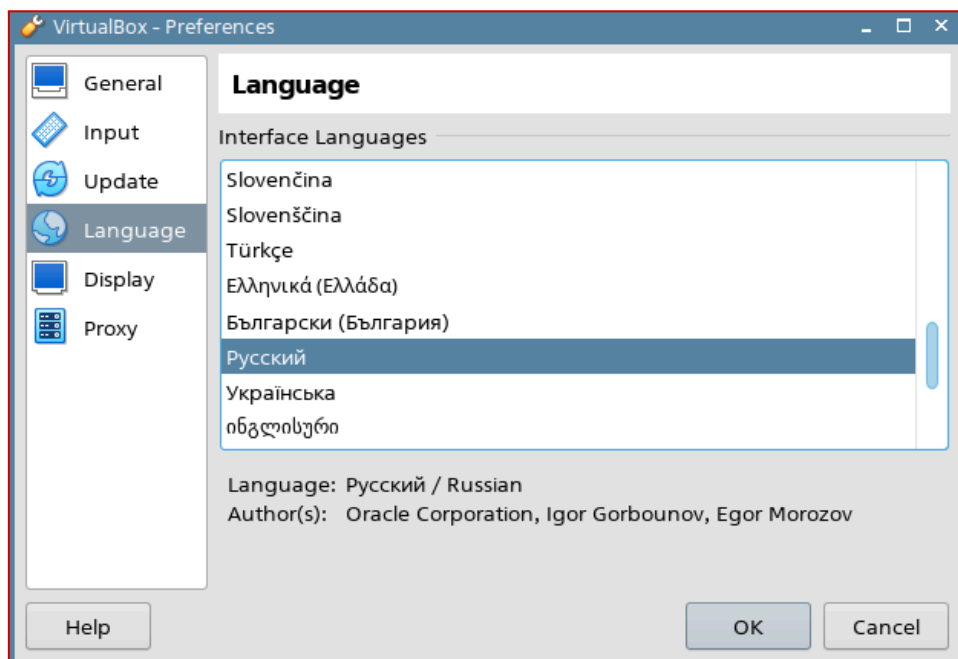 VirtualBox - Preferences
General
Input
Update
Language
Display
Proxy
Language
Interface Languages
Slovenčina
Slovenščina
Türkçe
Ελληνικά (Ελλάδα)
Български (България)
Русский
Українська
ინგლისური
Language: Русский / Russian
Author(s): Oracle Corporation, Igor Gorbounov, Egor Morozov
Help
OK
Cancel